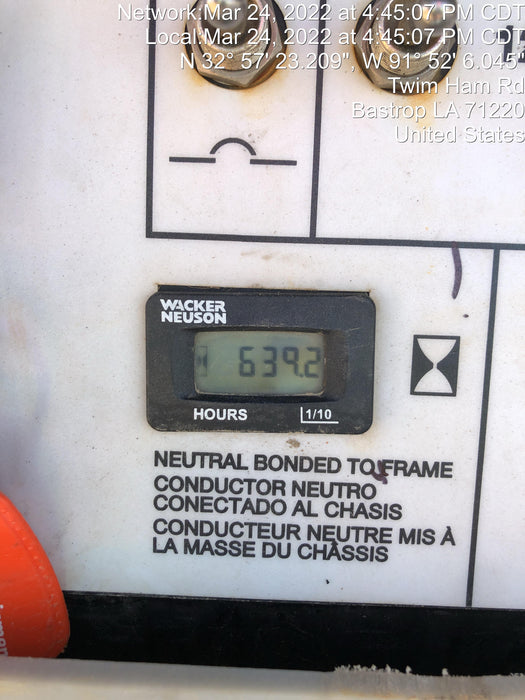 Network:Mar 24, 2022 at 4:45:07 PM CDT
Local:Mar 24, 2022 at 4:45:07 PM CDT
N 32° 57' 23.209", W 91° 52' 6.045"
Twim Ham Rd
Bastrop LA 71220
United States
WACKER
NEUSON
639.2
HOURS 1/10
NEUTRAL BONDED TO FRAME
CONDUCTOR NEUTRO
CONECTADO AL CHASIS
CONDUCTEUR NEUTRE MIS À
LA MASSE DU CHÂSSIS